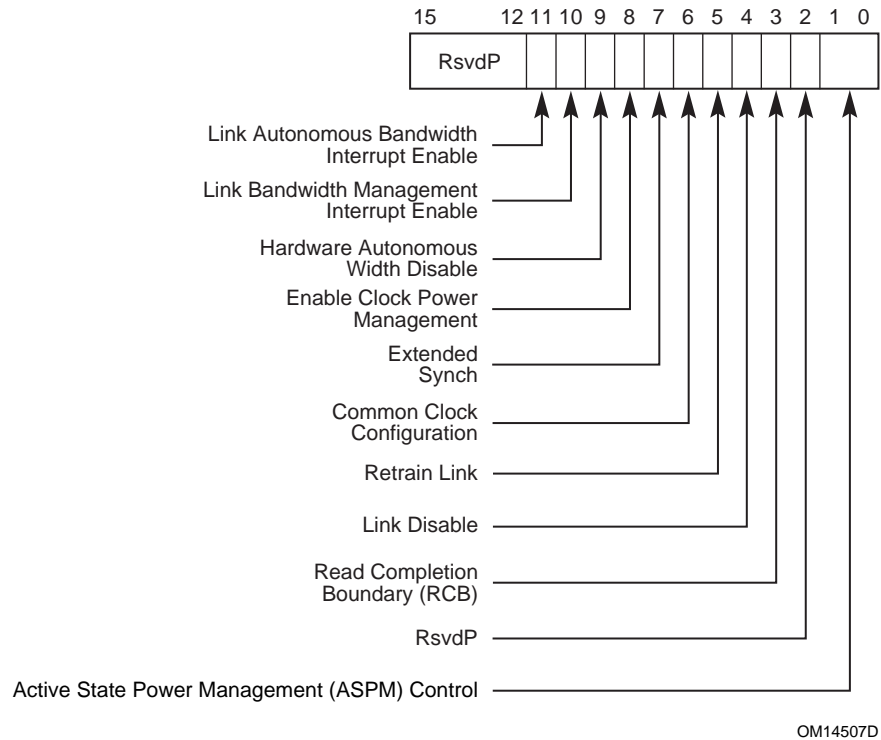 15 12 11 10 9 8 7 6 5 4 3 2 1 0
RsvdP
Link Autonomous Bandwidth
Interrupt Enable
Link Bandwidth Management
Interrupt Enable
Hardware Autonomous
Width Disable
Enable Clock Power
Management
Extended
Synch
Common Clock
Configuration
Retrain Link
Link Disable
Read Completion
Boundary (RCB)
RsvdP
Active State Power Management (ASPM) Control
OM14507D